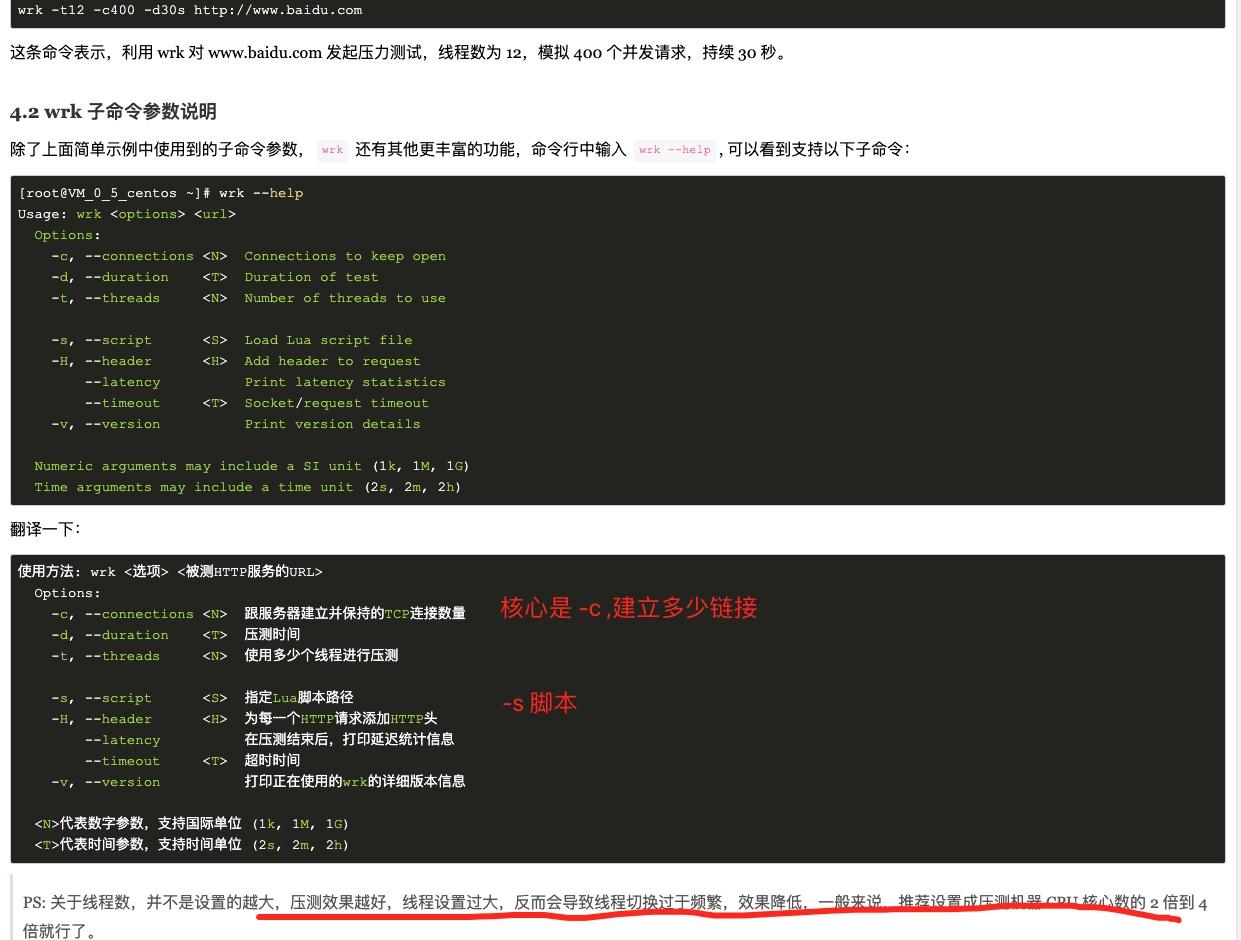 wrk -t12 -c400 -d30s http://www.baidu.com
这条命令表示，利用 wrk 对 www.baidu.com 发起压力测试，线程数为 12，模拟 400 个并发请求，持续 30 秒。
4.2 wrk 子命令参数说明
除了上面简单示例中使用到的子命令参数， wrk 还有其他更丰富的功能，命令行中输入 wrk --help , 可以看到支持以下子命令：
[root@VM_0_5_centos ~]# wrk --help
Usage: wrk <options> <url>
Options:
-c, --connections <N> Connections to keep open
-d, --duration <T> Duration of test
-t, --threads <N> Number of threads to use
-s, --script <S> Load Lua script file
-H, --header <H> Add header to request
--latency Print latency statistics
--timeout <T> Socket/request timeout
-v, --version Print version details
Numeric arguments may include a SI unit (1k, 1M, 1G)
Time arguments may include a time unit (2s, 2m, 2h)
翻译一下：
使用方法: wrk <选项> <被测HTTP服务的URL>
Options:
-c, --connections <N> 跟服务器建立并保持的TCP连接数量 核心是 -c ,建立多少链接
-d, --duration <T> 压测时间
-t, --threads <N> 使用多少个线程进行压测
-s, --script <S> 指定Lua脚本路径 -s 脚本
-H, --header <H> 为每一个HTTP请求添加HTTP头
--latency 在压测结束后，打印延迟统计信息
--timeout <T> 超时时间
-v, --version 打印正在使用的wrk的详细版本信息
<N>代表数字参数，支持国际单位 (1k, 1M, 1G)
<T>代表时间参数，支持时间单位 (2s, 2m, 2h)
PS: 关于线程数，并不是设置的越大，压测效果越好，线程设置过大，反而会导致线程切换过于频繁，效果降低，一般来说，推荐设置成压测机器 CPU 核心数的 2 倍到 4
倍就行了。